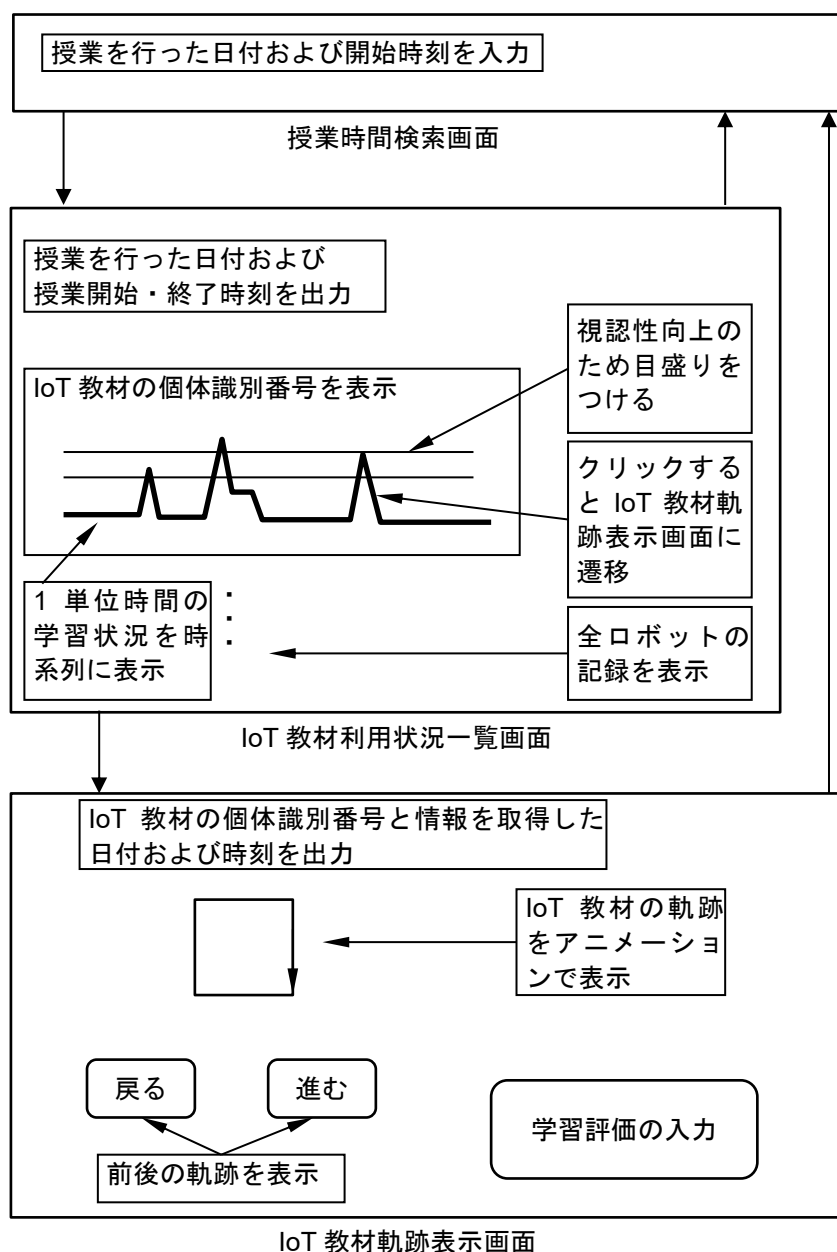 授業を行った日付および開始時刻を入力
授業時間検索画面
授業を行った日付および
授業開始・終了時刻を出力
視認性向上の
ため目盛りを
つける
IoT 教材の個体識別番号を表示
クリックする
と IoT 教材軌
跡表示画面に
遷移
1 単位時間の
学習状況を時
系列に表示
全ロボットの
記録を表示
IoT 教材利用状況一覧画面
IoT 教材の個体識別番号と情報を取得した
日付および時刻を出力
IoT 教材の軌跡
をアニメーショ
ンで表示
戻る
進む
学習評価の入力
前後の軌跡を表示
IoT 教材軌跡表示画面